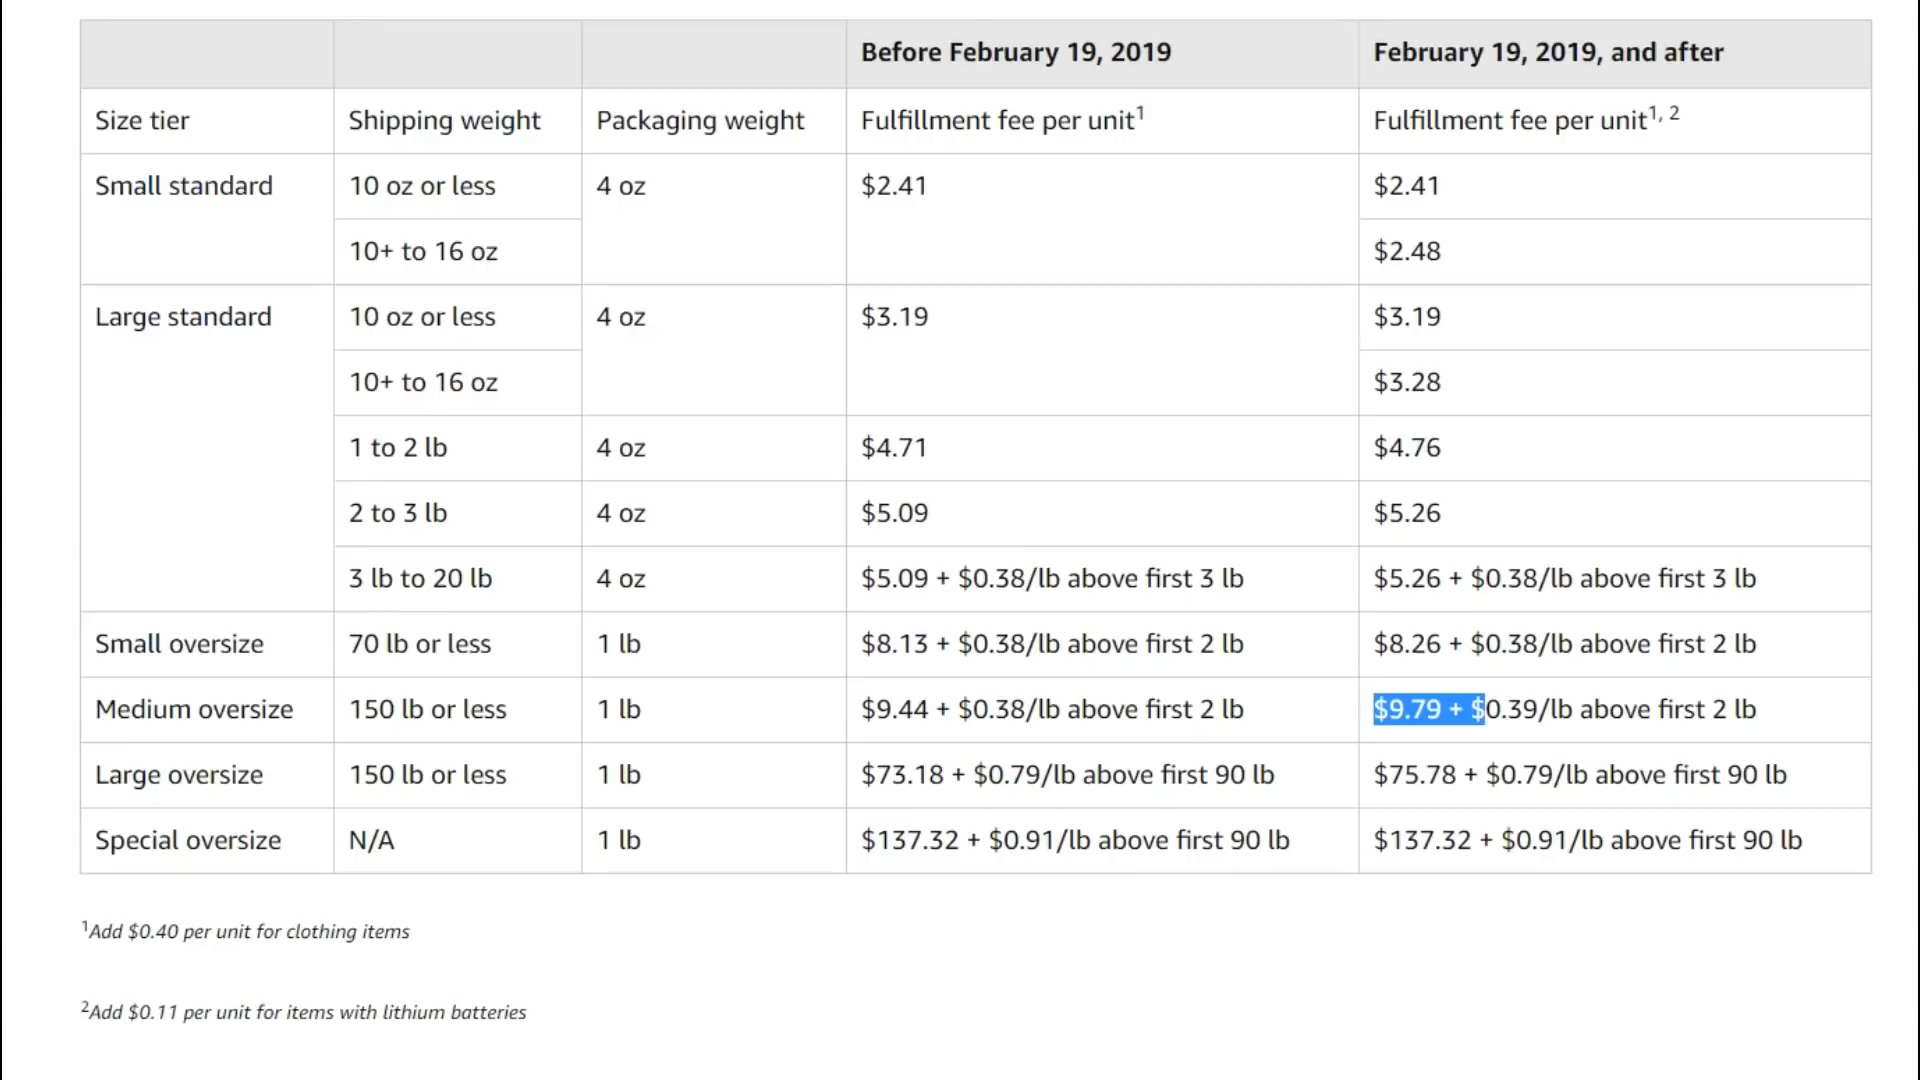 Before February 19, 2019 February 19, 2019, and after
Size tier Shipping weight Packaging weight Fulfillment fee per unit¹ Fulfillment fee per unit¹, ²
Small standard 10 oz or less 4 oz $2.41 $2.41
10+ to 16 oz $2.48
Large standard 10 oz or less 4 oz $3.19 $3.19
10+ to 16 oz $3.28
1 to 2 lb 4 oz $4.71 $4.76
2 to 3 lb 4 oz $5.09 $5.26
3 lb to 20 lb 4 oz $5.09 + $0.38/lb above first 3 lb $5.26 + $0.38/lb above first 3 lb
Small oversize 70 lb or less 1 lb $8.13 + $0.38/lb above first 2 lb $8.26 + $0.38/lb above first 2 lb
Medium oversize 150 lb or less 1 lb $9.44 + $0.38/lb above first 2 lb $9.79 + $0.39/lb above first 2 lb
Large oversize 150 lb or less 1 lb $73.18 + $0.79/lb above first 90 lb $75.78 + $0.79/lb above first 90 lb
Special oversize N/A 1 lb $137.32 + $0.91/lb above first 90 lb $137.32 + $0.91/lb above first 90 lb
¹Add $0.40 per unit for clothing items
²Add $0.11 per unit for items with lithium batteries